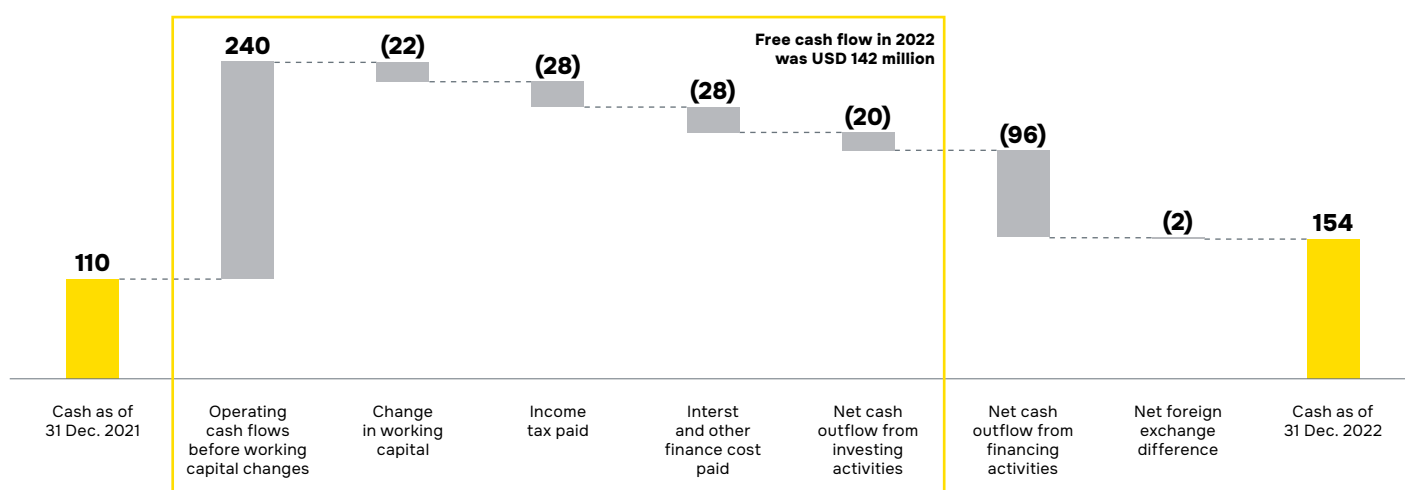 Free cash flow in 2022
was USD 142 million
240
(22)
(28)
(28)
(20)
(96)
(2)
154
110
Cash as of
31 Dec. 2021
Operating
cash flows
before working
capital changes
Change
in working
capital
Income
tax paid
Interst
and other
finance cost
paid
Net cash
outflow from
investing
activities
Net cash
outflow from
financing
activities
Net foreign
exchange
difference
Cash as of
31 Dec. 2022